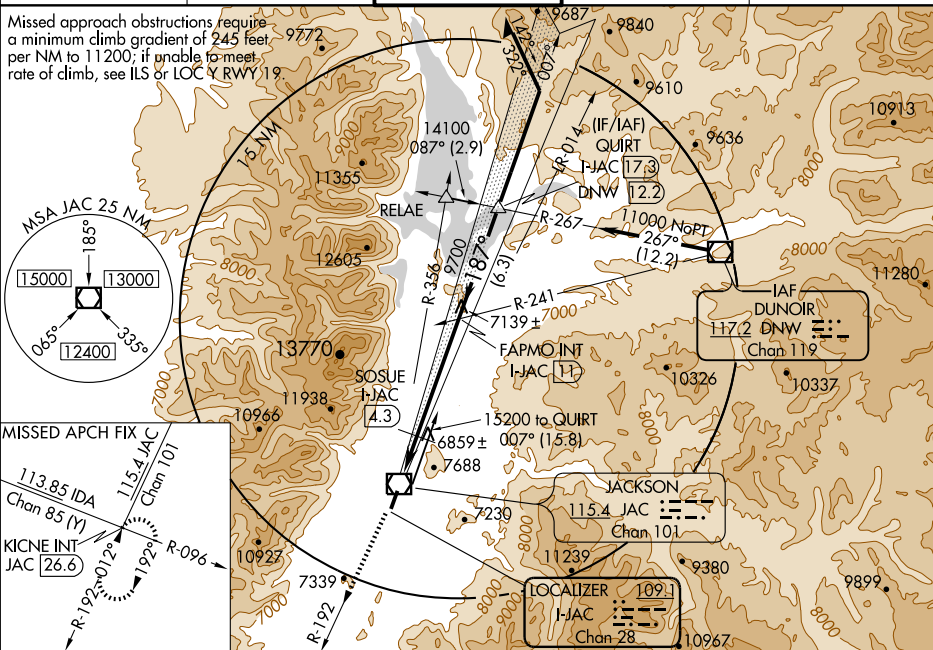 Missed approach obstructions require
a minimum climb gradient of 245 feet
per NM to 11200; if unable to meet
rate of climb, see ILS or LOC Y RWY 19.
9772
9687
142°
322°
007°
9840
9610
10913
15 NM
14100
087° (2.9)
R-014
(IF/IAF)
QUIRT
I-JAC 17.3
DNW 12.2
9636
8000
11355
RELAE
R-267
11000 NoPT
267°
(12.2)
8000
MSA JAC 25 NM
185°
15000
13000
065°
335°
12400
8000
12605
R-356
9700
187°
(6.3)
R-241
7139 ±
7000
11280
IAF
DUNOIR
117.2 DNW
Chan 119
FAPMO INT
I-JAC 11
13770
7000
SOSUE
I-JAC
4.3
11938
10966
10326
10337
15200 to QUIRT
007° (15.8)
6859 ±
7688
MISSED APCH FIX
113.85 IDA
Chan 85 (Y)
115.4 JAC
Chan 101
KICNE INT
JAC 26.6
R-096
R-192
012°
192°
JACKSON
115.4 JAC
Chan 101
7230
10927
7000
8000
7339
R-192
11239
9380
9899
8000
9000
8000
LOCALIZER 109.1
I-JAC
Chan 28
10967